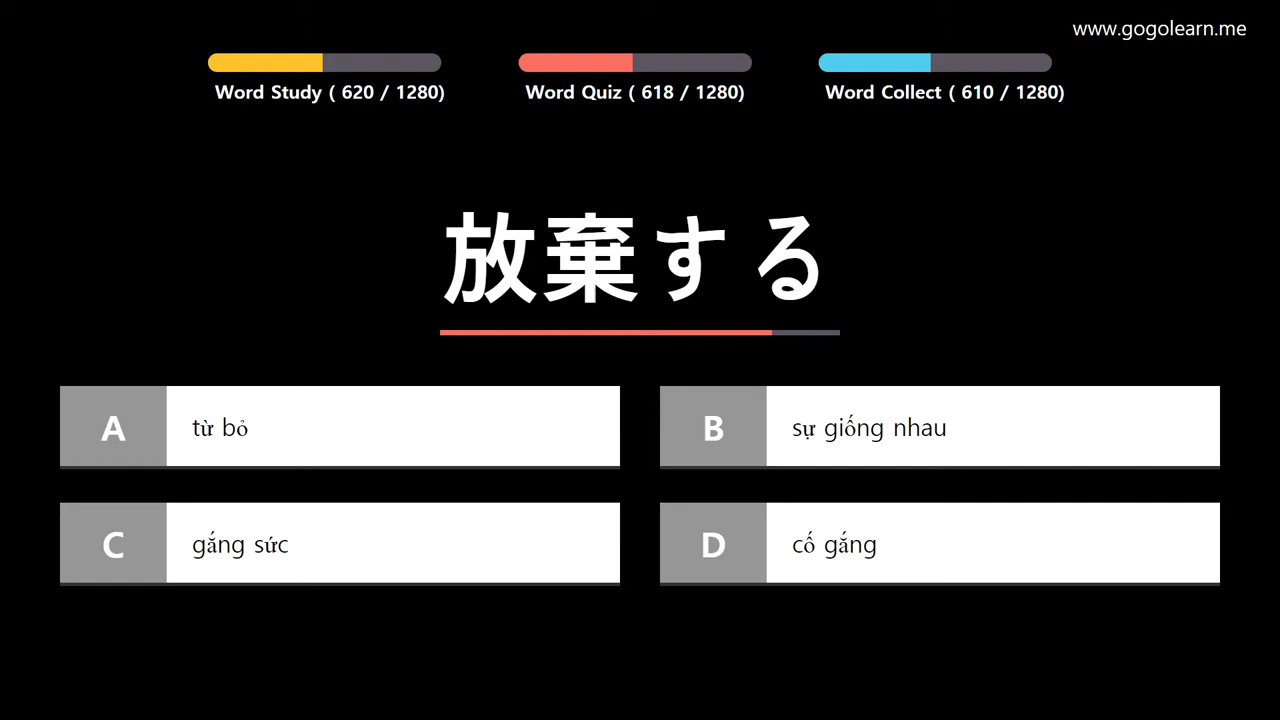 www.gogolearn.me
Word Study ( 620 / 1280)
Word Quiz ( 618 / 1280)
Word Collect ( 610 / 1280)
放棄する
A
từ bỏ
B
sự giống nhau
C
gắng sức
D
cố gắng